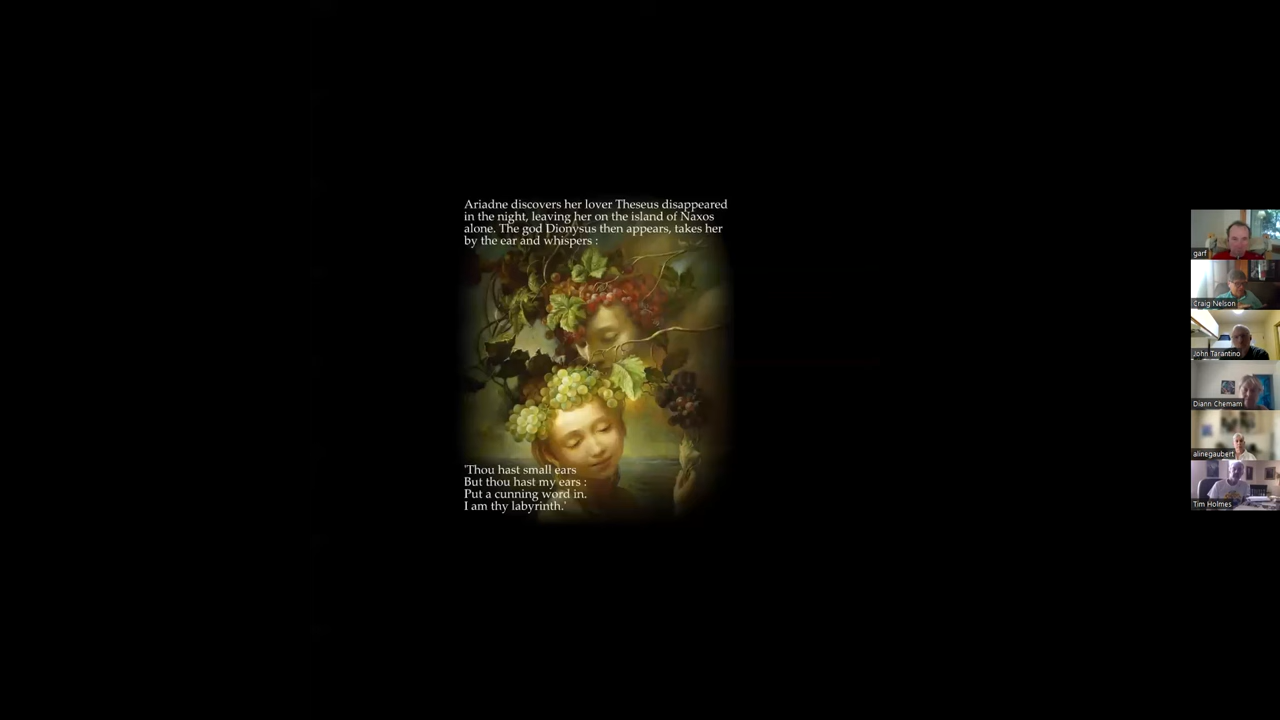 Ariadne discovers her lover Theseus disappeared
in the night, leaving her on the island of Naxos
alone. The god Dionysus then appears, takes her
by the ear and whispers :
'Thou hast small ears
But thou hast my ears :
Put a cunning word in.
I am thy labyrinth.'
garf
Craig Nelson
John Tarantino
Diann Chemam
alinegaubert
Tim Holmes